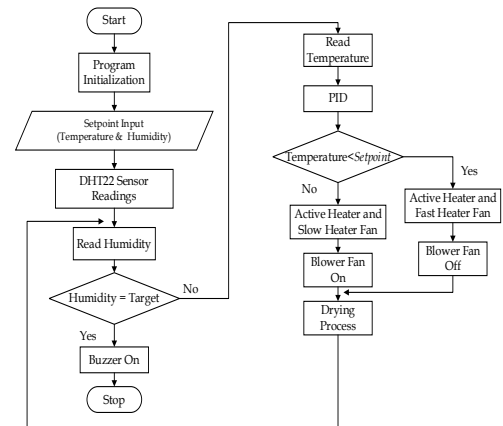 Start
Program
Initialization
Setpoint Input
(Temperature & Humidity)
DHT22 Sensor
Readings
Read Humidity
Humidity = Target
No
Yes
Buzzer On
Stop
Read
Temperature
PID
Temperature<Setpoint
No
Yes
Active Heater and
Slow Heater Fan
Active Heater and
Fast Heater Fan
Blower Fan
On
Blower Fan
Off
Drying
Process